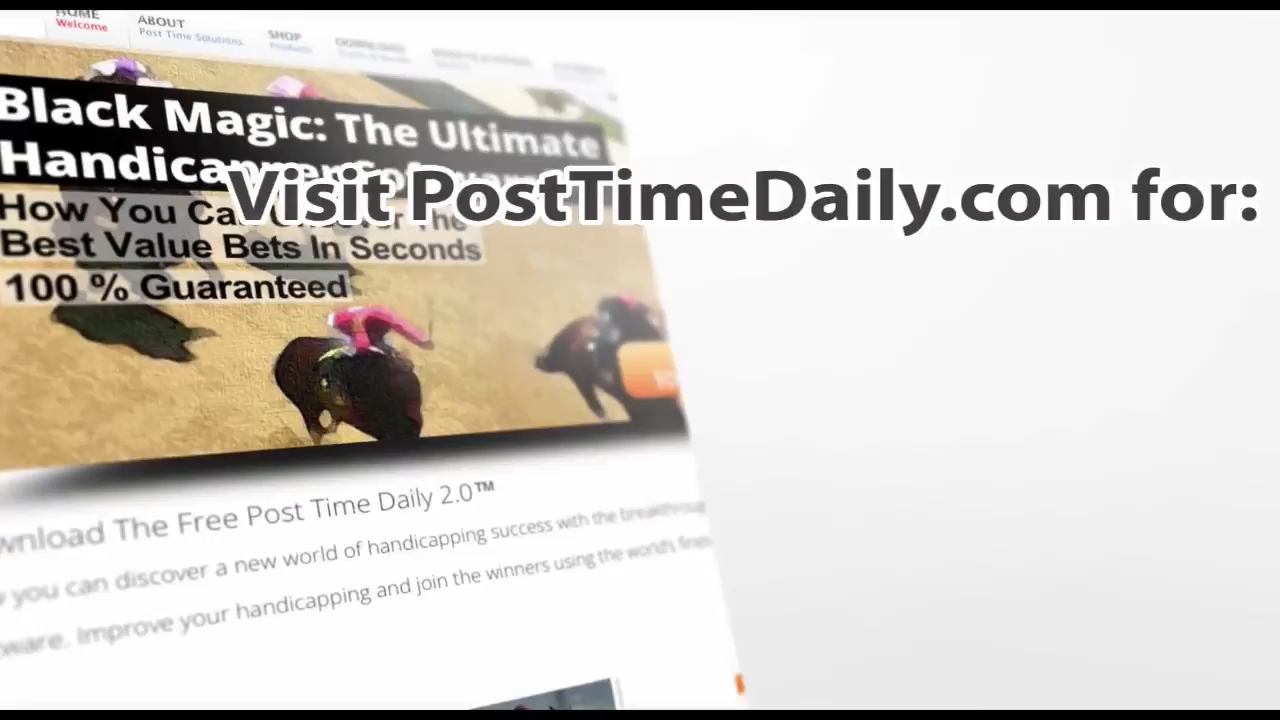 HOME
Welcome
ABOUT
Post Time Solutions
SHOP
Products
DOWNLOAD
Black Magic: The Ultimate
Visit PostTimeDaily.com for:
How You Can The
Best Value Bets In Seconds
100 % Guaranteed
The Free Post Time Daily 2.0™
you can discover a new world of handicapping success with the
Improve your handicapping and join the winners using the world's